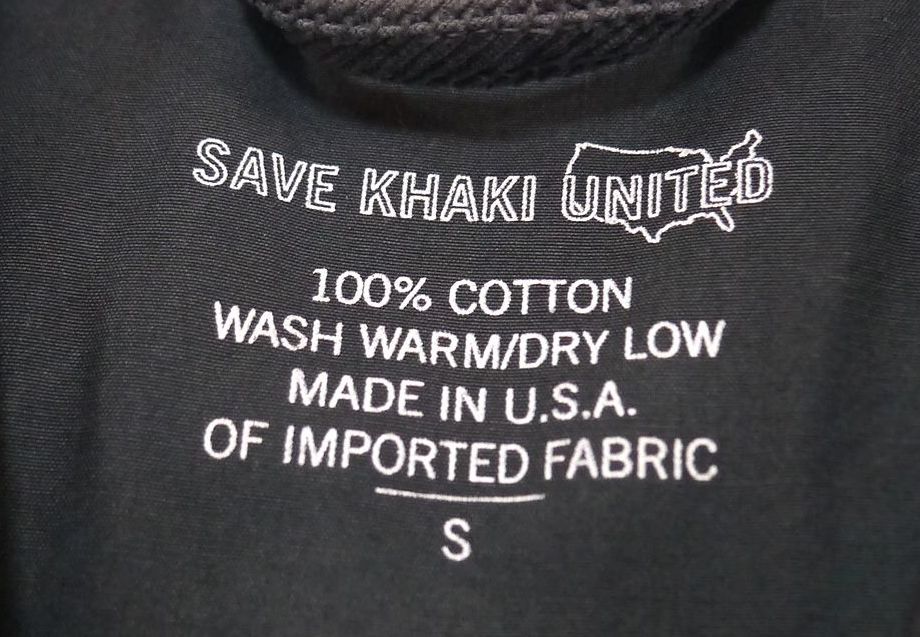 SAVE KHAKI UNITED
100% COTTON
WASH WARM/DRY LOW
MADE IN U.S.A.
OF IMPORTED FABRIC
S